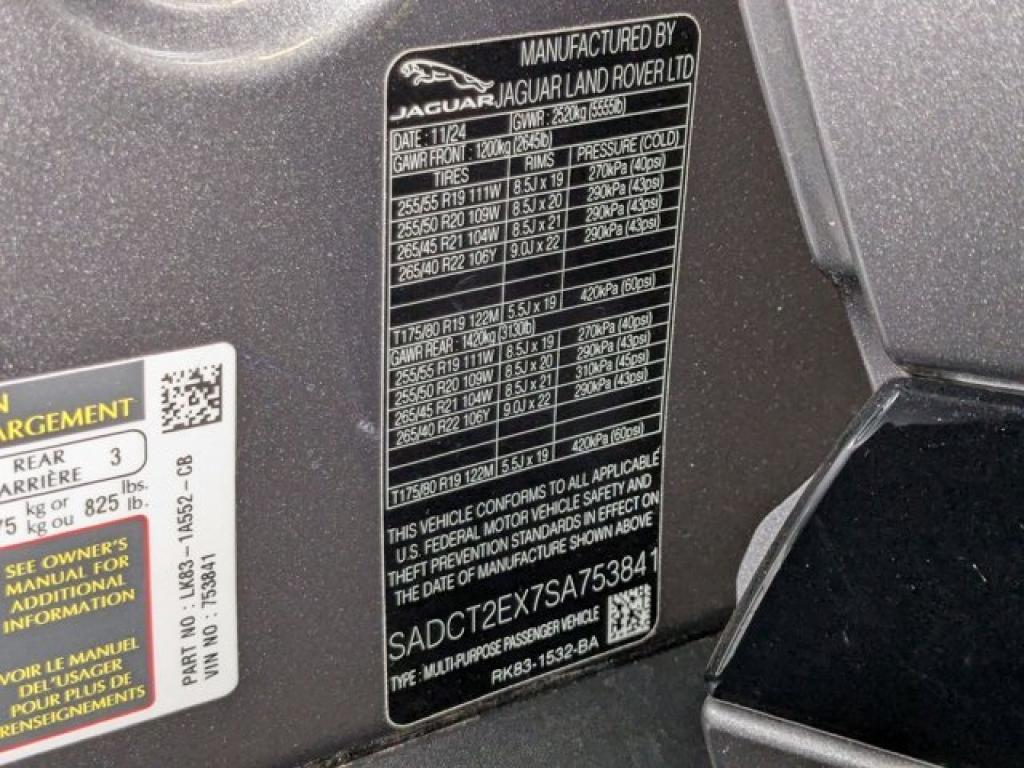 MANUFACTURED BY
JAGUAR JAGUAR LAND ROVER LTD
DATE : 11/24 GVWR : 2520kg (5555lb)
GAWR FRONT : 1200kg (2645lb)
TIRES RIMS PRESSURE (COLD)
255/55 R19 111W 8.5J x 19 270kPa (40psi)
255/50 R20 109W 8.5J x 20 290kPa (43psi)
265/45 R21 104W 8.5J x 21 290kPa (43psi)
265/40 R22 106Y 9.0J x 22 290kPa (43psi)
T175/80 R19 122M 5.5J x 19 420kPa (60psi)
GAWR REAR : 1420kg (3130lb)
255/55 R19 111W 8.5J x 19 270kPa (40psi)
255/50 R20 109W 8.5J x 20 290kPa (43psi)
265/45 R21 104W 8.5J x 21 310kPa (45psi)
265/40 R22 106Y 9.0J x 22 290kPa (43psi)
T175/80 R19 122M 5.5J x 19 420kPa (60psi)
THIS VEHICLE CONFORMS TO ALL APPLICABLE
U.S. FEDERAL MOTOR VEHICLE SAFETY AND
THEFT PREVENTION STANDARDS IN EFFECT ON
THE DATE OF MANUFACTURE SHOWN ABOVE
SADCT2EX7SA753841
TYPE : MULTI-PURPOSE PASSENGER VEHICLE
RK83-1532-BA
N
ARGEMENT
REAR 3
ARRIÈRE
75 kg or 825 lbs.
kg ou lb.
SEE OWNER'S
MANUAL FOR
ADDITIONAL
INFORMATION
VOIR LE MANUEL
DEL'USAGER
POUR PLUS DE
RENSEIGNEMENTS
PART NO : LK83-1A552-CB
VIN NO : 753841